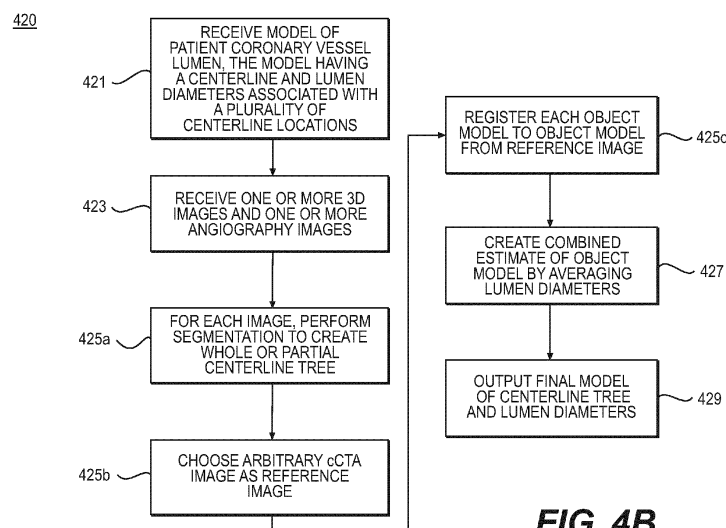 420
421
RECEIVE MODEL OF
PATIENT CORONARY VESSEL
LUMEN, THE MODEL HAVING
A CENTERLINE AND LUMEN
DIAMETERS ASSOCIATED WITH
A PLURALITY OF
CENTERLINE LOCATIONS
423
RECEIVE ONE OR MORE 3D
IMAGES AND ONE OR MORE
ANGIOGRAPHY IMAGES
425a
FOR EACH IMAGE, PERFORM
SEGMENTATION TO CREATE
WHOLE OR PARTIAL
CENTERLINE TREE
425b
CHOOSE ARBITRARY cCTA
IMAGE AS REFERENCE
IMAGE
REGISTER EACH OBJECT
MODEL TO OBJECT MODEL
FROM REFERENCE IMAGE
425c
CREATE COMBINED
ESTIMATE OF OBJECT
MODEL BY AVERAGING
LUMEN DIAMETERS
427
OUTPUT FINAL MODEL
OF CENTERLINE TREE
AND LUMEN DIAMETERS
429
FIG. 4B